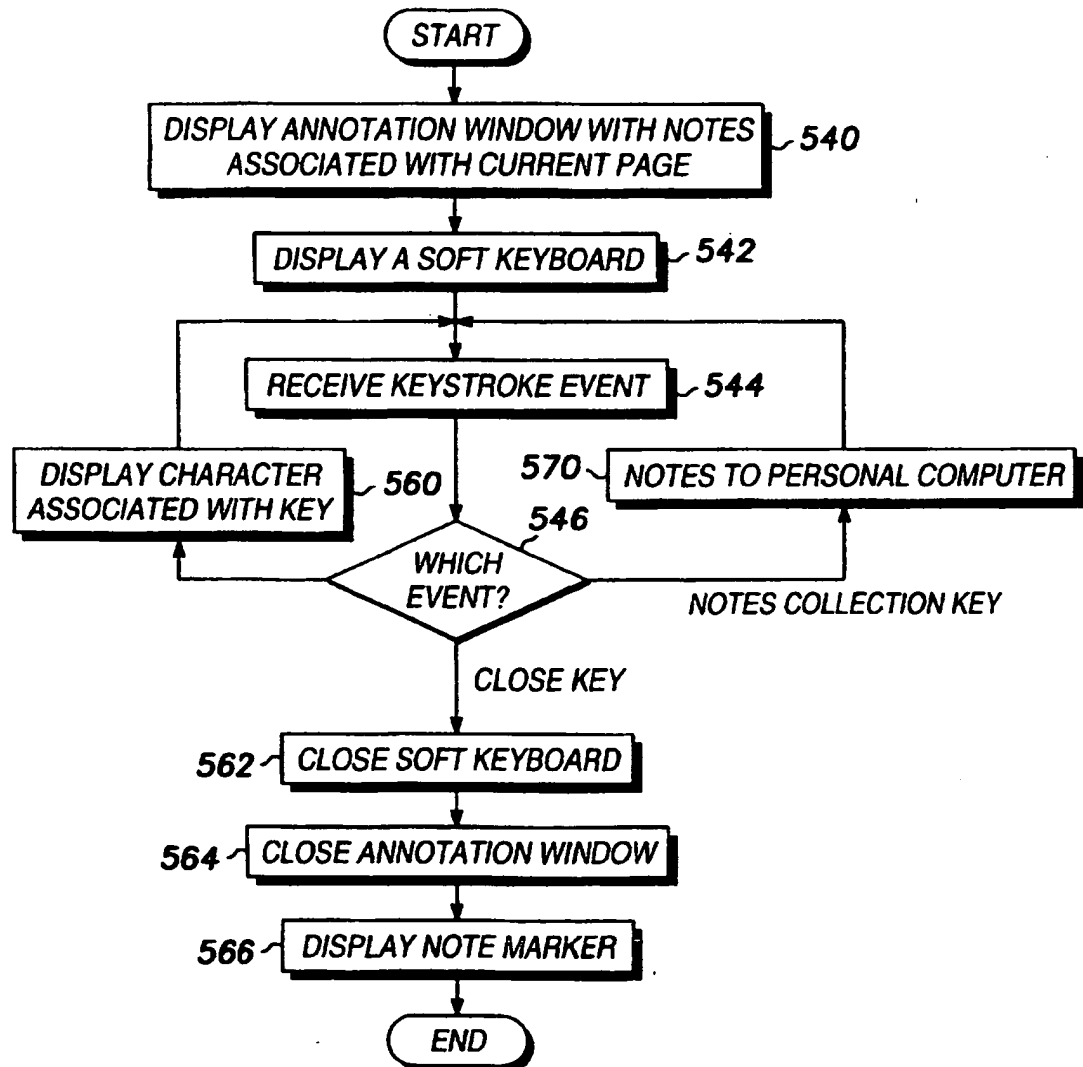 START
DISPLAY ANNOTATION WINDOW WITH NOTES
ASSOCIATED WITH CURRENT PAGE
540
DISPLAY A SOFT KEYBOARD
542
RECEIVE KEYSTROKE EVENT
544
DISPLAY CHARACTER
ASSOCIATED WITH KEY
560
570
NOTES TO PERSONAL COMPUTER
546
WHICH
EVENT?
NOTES COLLECTION KEY
CLOSE KEY
562
CLOSE SOFT KEYBOARD
564
CLOSE ANNOTATION WINDOW
566
DISPLAY NOTE MARKER
END